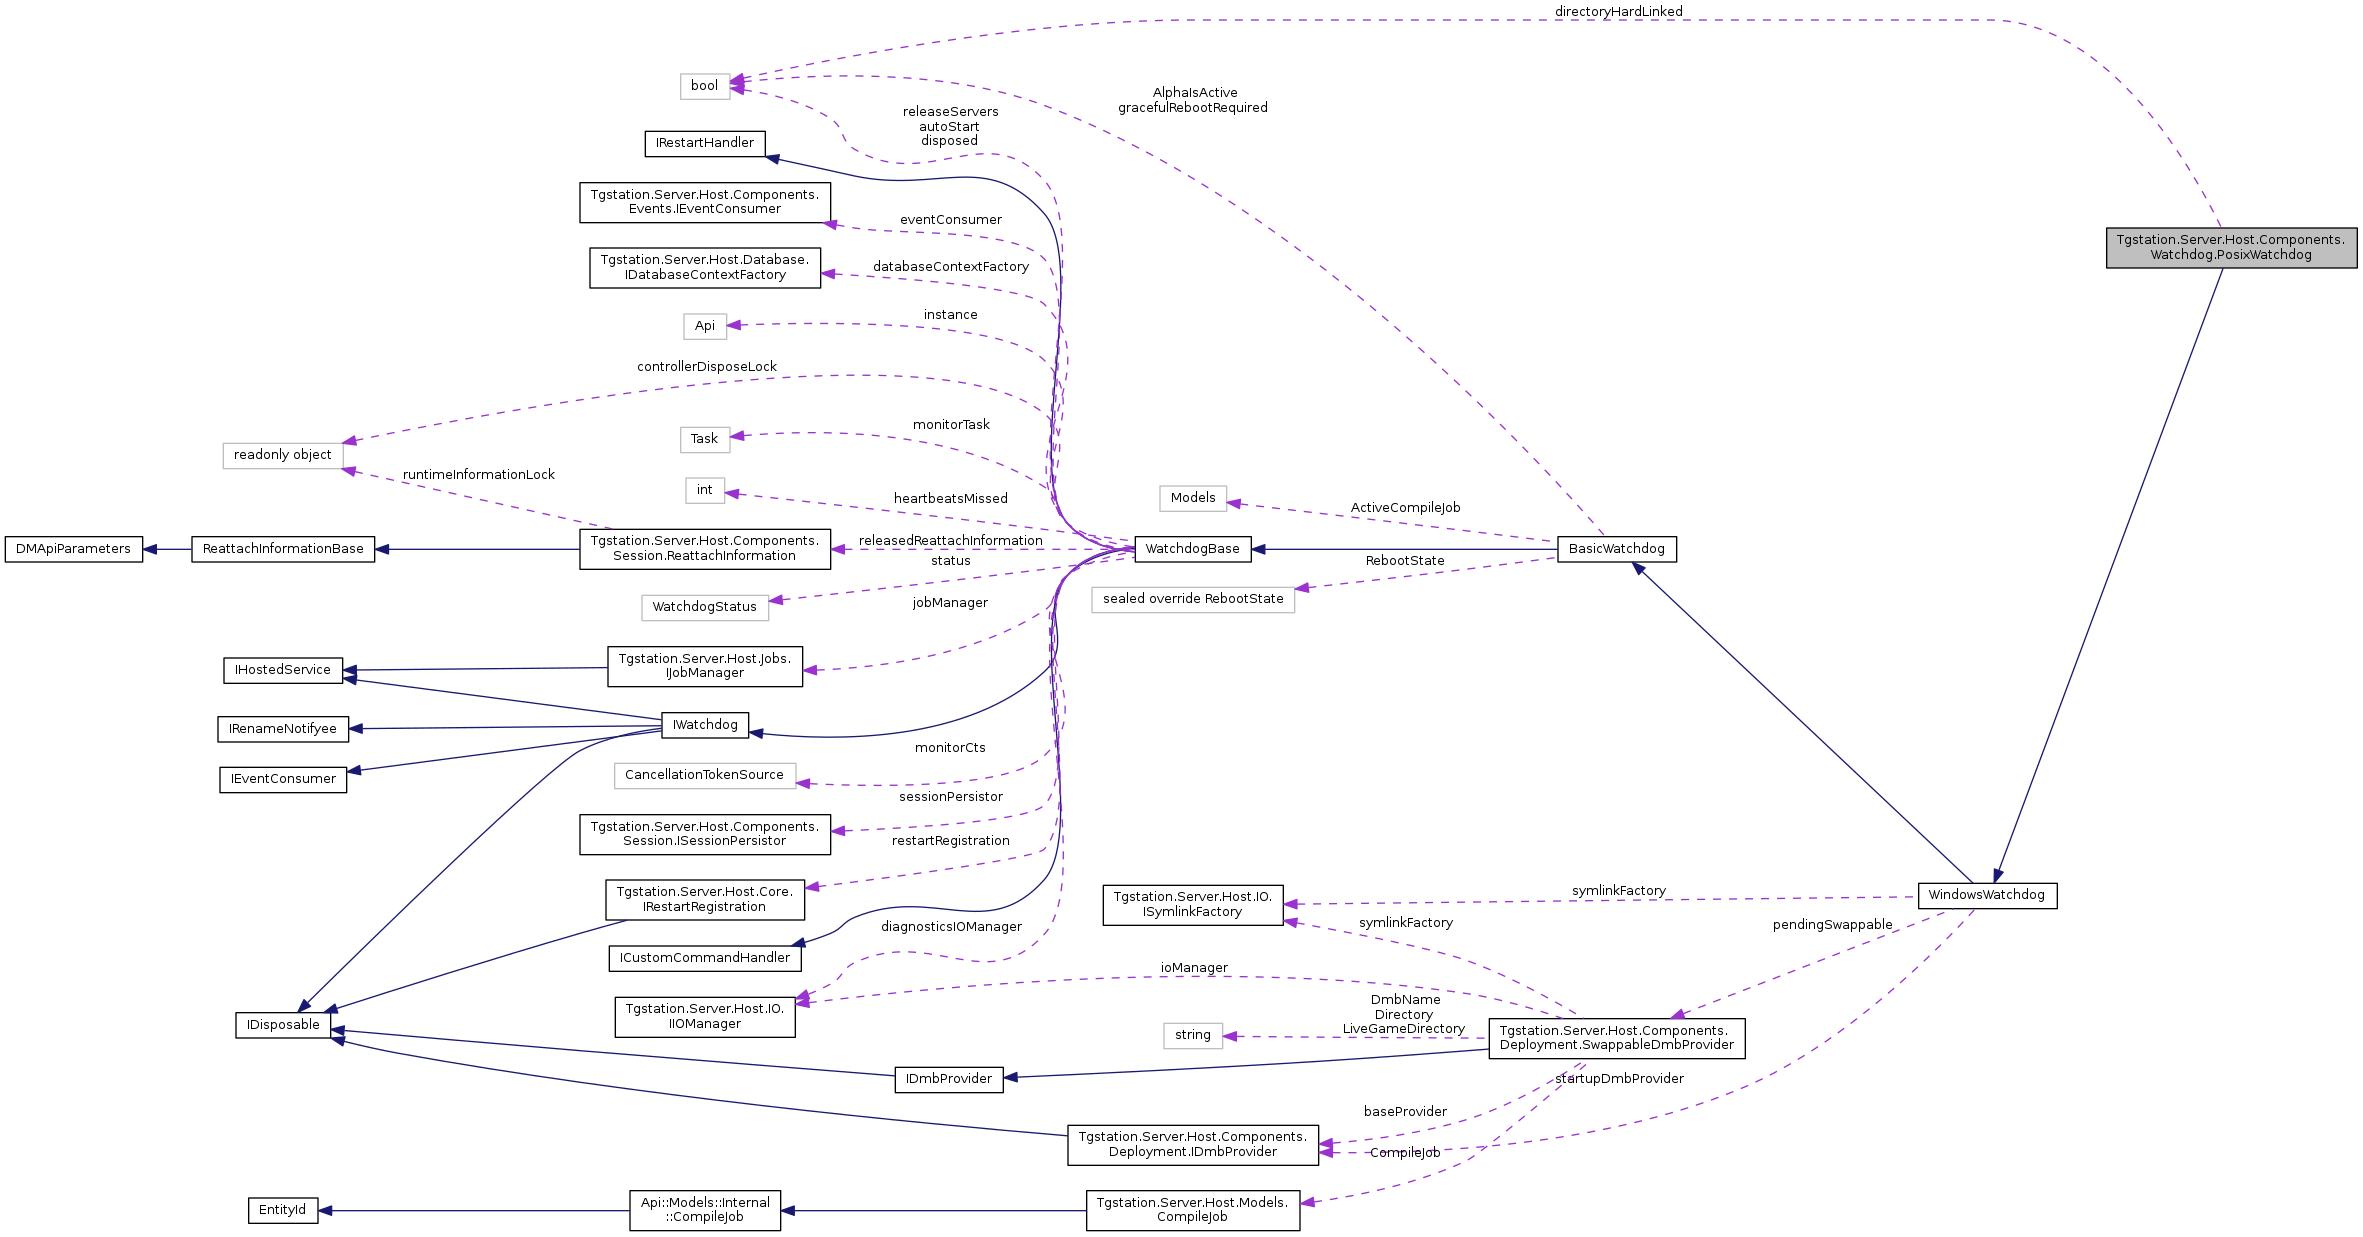 directoryHardLinked
bool
AlphaIsActive
gracefulRebootRequired
releaseServers
autoStart
disposed
IRestartHandler
Tgstation.Server.Host.Components.
Events.IEventConsumer
eventConsumer
Tgstation.Server.Host.Components.
Watchdog.PosixWatchdog
Tgstation.Server.Host.Database.
IDatabaseContextFactory
databaseContextFactory
Api
instance
controllerDisposeLock
Task
monitorTask
readonly object
runtimeInformationLock
int
heartbeatsMissed
Models
ActiveCompileJob
DMApiParameters
ReattachInformationBase
Tgstation.Server.Host.Components.
Session.ReattachInformation
releasedReattachInformation
WatchdogBase
BasicWatchdog
status
RebootState
WatchdogStatus
jobManager
sealed override RebootState
IHostedService
Tgstation.Server.Host.Jobs.
IJobManager
IRenameNotifyee
IWatchdog
IEventConsumer
monitorCts
CancellationTokenSource
sessionPersistor
Tgstation.Server.Host.Components.
Session.ISessionPersistor
restartRegistration
Tgstation.Server.Host.Core.
IRestartRegistration
Tgstation.Server.Host.IO.
ISymlinkFactory
symlinkFactory
WindowsWatchdog
symlinkFactory
pendingSwappable
diagnosticsIOManager
ICustomCommandHandler
ioManager
Tgstation.Server.Host.IO.
IIOManager
IDisposable
DmbName
Directory
LiveGameDirectory
string
Tgstation.Server.Host.Components.
Deployment.SwappableDmbProvider
IDmbProvider
startupDmbProvider
baseProvider
Tgstation.Server.Host.Components.
Deployment.IDmbProvider
CompileJob
EntityId
Api::Models::Internal
::CompileJob
Tgstation.Server.Host.Models.
CompileJob